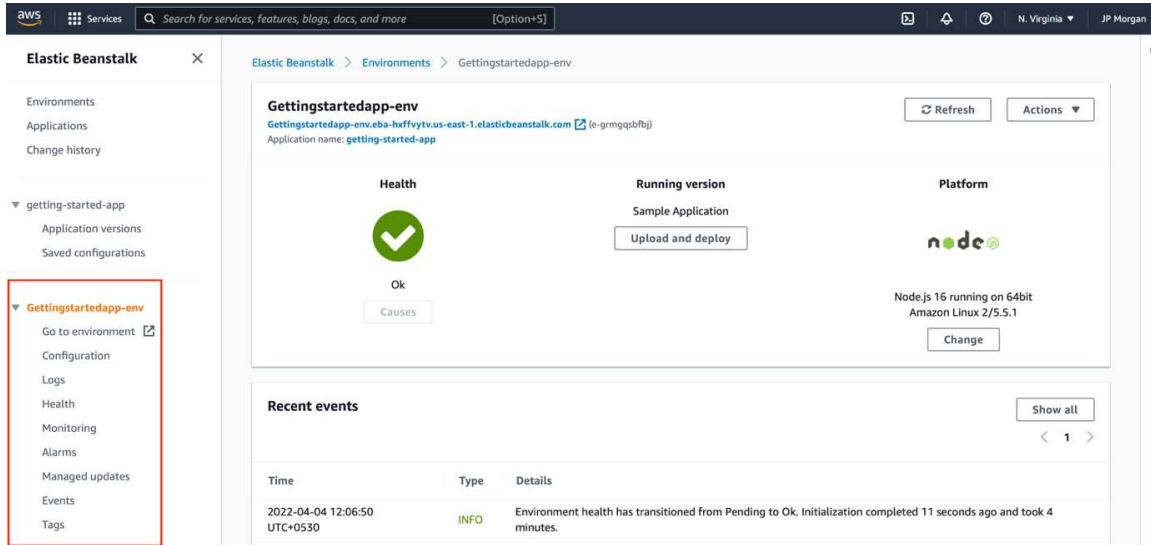 aws
Services
Search for services, features, blogs, docs, and more
[Option+S]
N. Virginia ▼
JP Morgan
Elastic Beanstalk
Environments
Applications
Change history
getting-started-app
Application versions
Saved configurations
Gettingstartedapp-env
Go to environment
Configuration
Logs
Health
Monitoring
Alarms
Managed updates
Events
Tags
Elastic Beanstalk > Environments > Gettingstartedapp-env
Gettingstartedapp-env
Gettingstartedapp-env.eba-hxffvytv.us-east-1.elasticbeanstalk.com (e-grmgqsbfbj)
Application name: getting-started-app
Refresh
Actions ▼
Health
Ok
Causes
Running version
Sample Application
Upload and deploy
Platform
node
Node.js 16 running on 64bit
Amazon Linux 2/5.5.1
Change
Recent events
Show all
< 1 >
Time Type Details
2022-04-04 12:06:50
UTC+0530
INFO
Environment health has transitioned from Pending to Ok. Initialization completed 11 seconds ago and took 4
minutes.